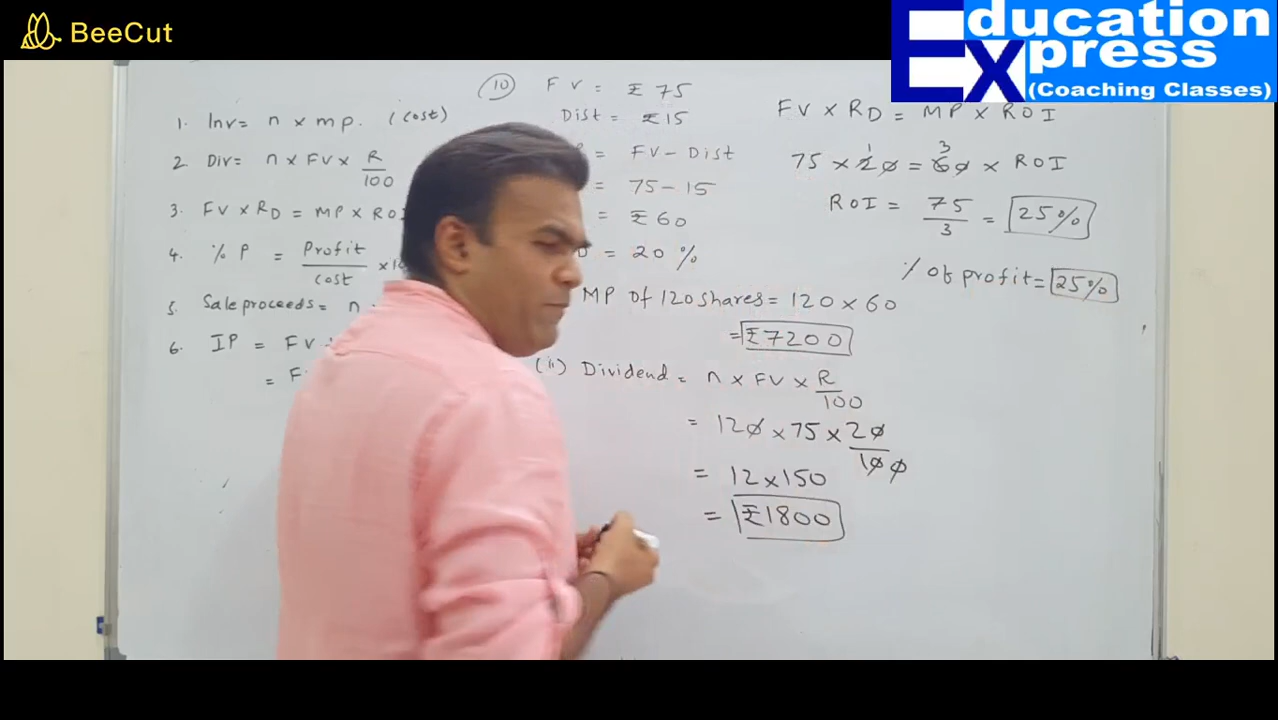 BeeCut
Education
Express
(Coaching Classes)
1. Inv = n × mp. (cost)
2 Div = n × FV × R/100
3. FV × RD = MP × RO
4. % P = Profit/cost ×
5. Sale proceeds = n
6. IP = FV
= F
(10) FV = ₹ 75
Dist = ₹15
= FV - Dist
= 75 - 15
= ₹ 60
= 20 %
MP of 120 shares = 120 × 60
= ₹7200
(ii) Dividend = n × FV × R/100
= 120 × 75 × 20/100
= 12 × 150
= ₹1800
FV × RD = MP × ROI
75 × 20 = 60 × ROI
ROI = 75/3 = 25%
% of profit = 25%